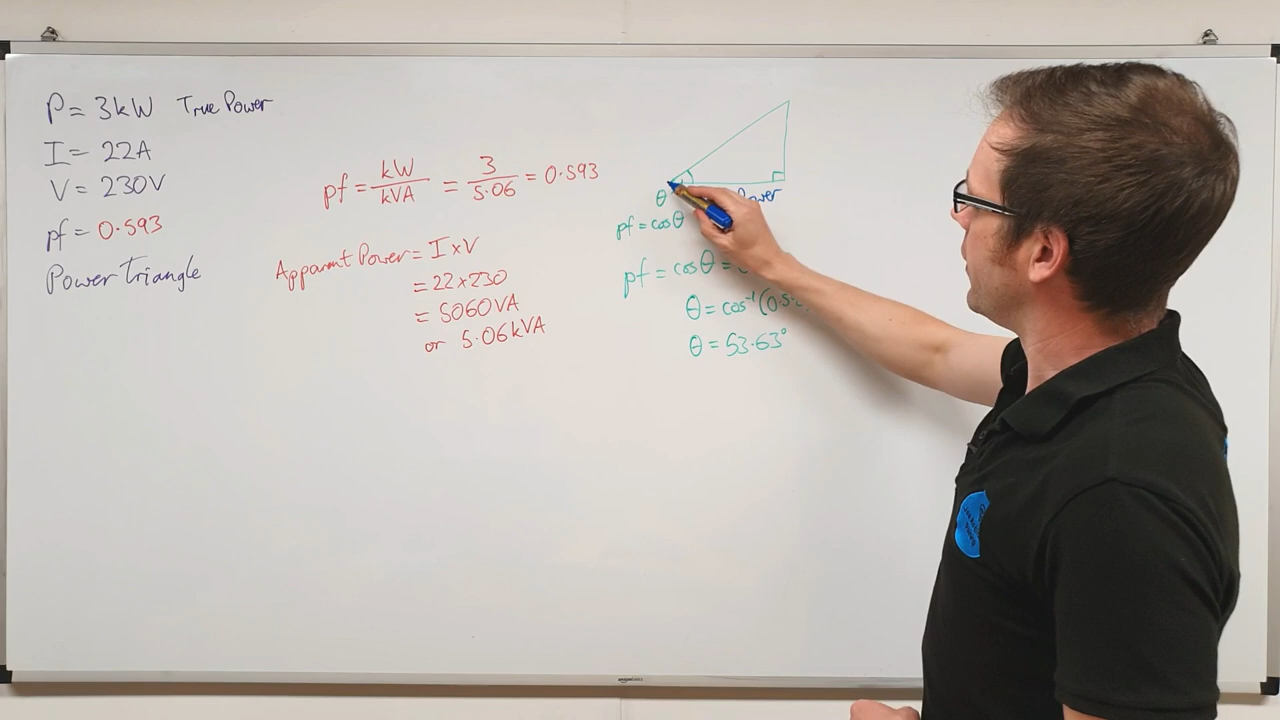 P = 3kW True Power
I = 22A
V = 230V
pf = 0.593
Power Triangle
pf = kW/kVA = 3/5.06 = 0.593
Apparent Power = I x V
= 22 x 230
= 5060VA
or 5.06kVA
θ
Power
pf = cosθ
pf = cosθ =
θ = cos⁻¹(0.5
θ = 53.63°